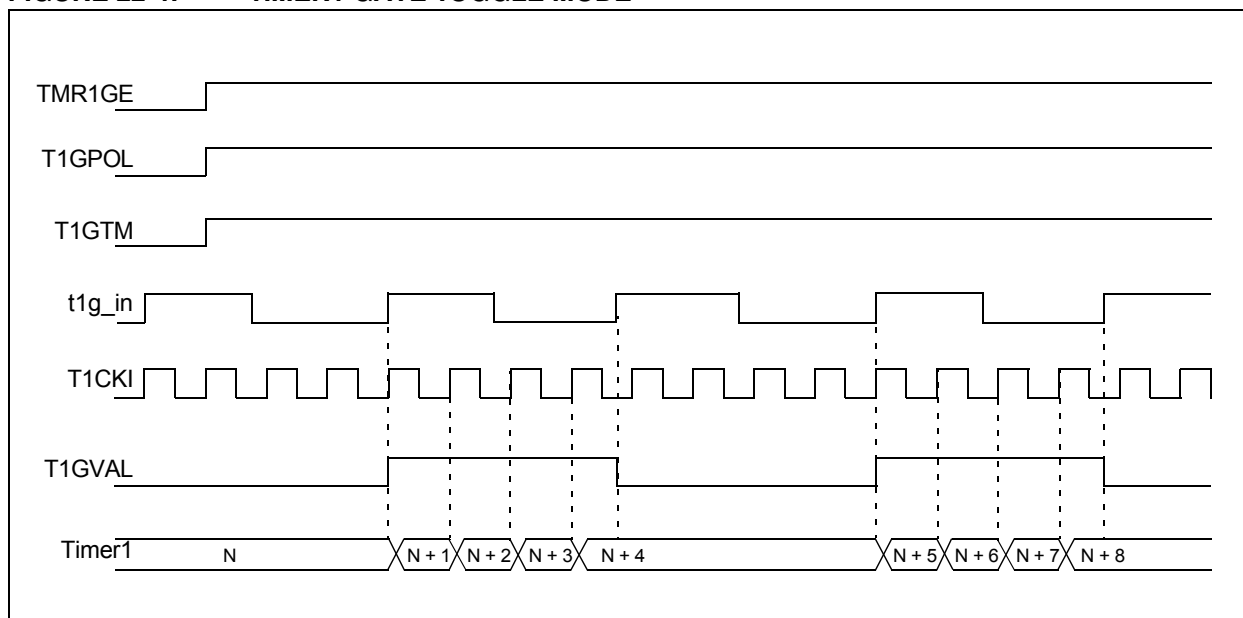 TMR1GE
T1GPOL
T1GTM
t1g_in
T1CKI
T1GVAL
Timer1 N N + 1 N + 2 N + 3 N + 4 N + 5 N + 6 N + 7 N + 8